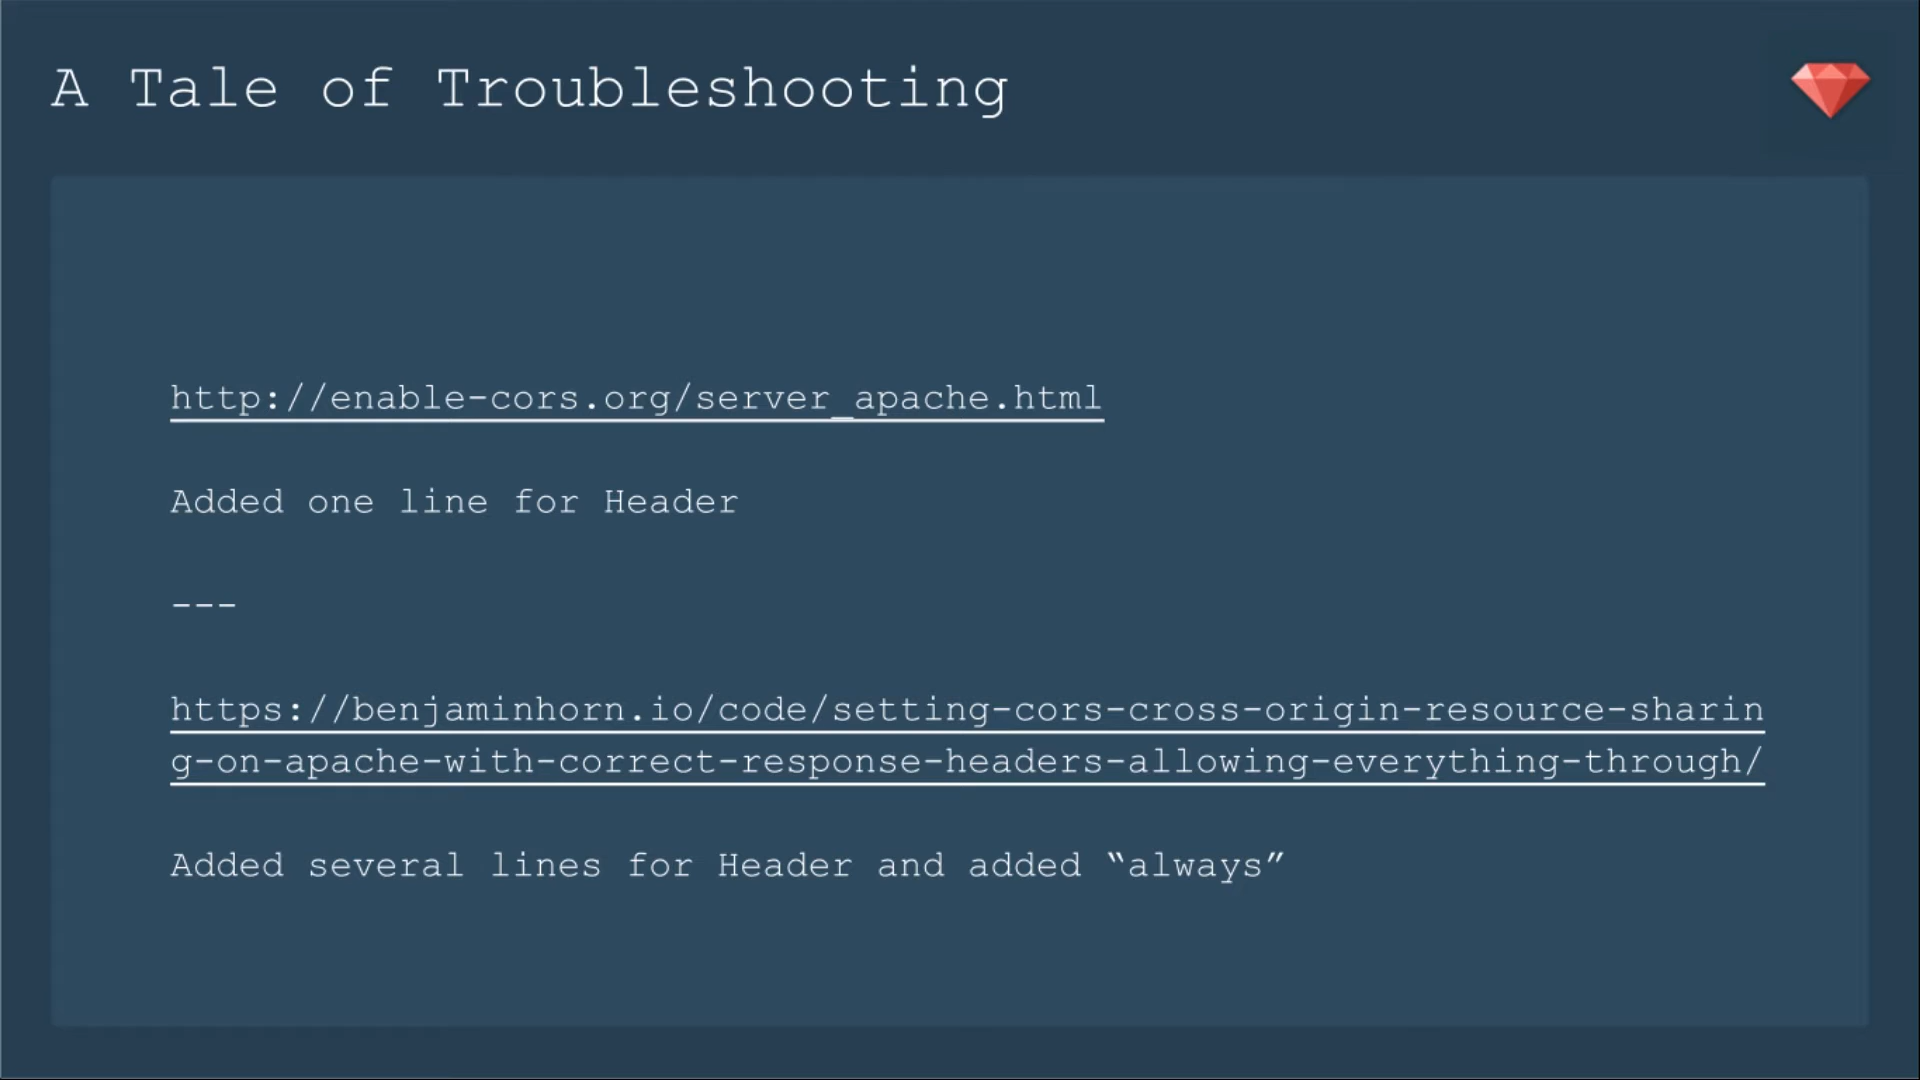 A Tale of Troubleshooting
http://enable-cors.org/server_apache.html
Added one line for Header
---
https://benjaminhorn.io/code/setting-cors-cross-origin-resource-sharin
g-on-apache-with-correct-response-headers-allowing-everything-through/
Added several lines for Header and added “always”